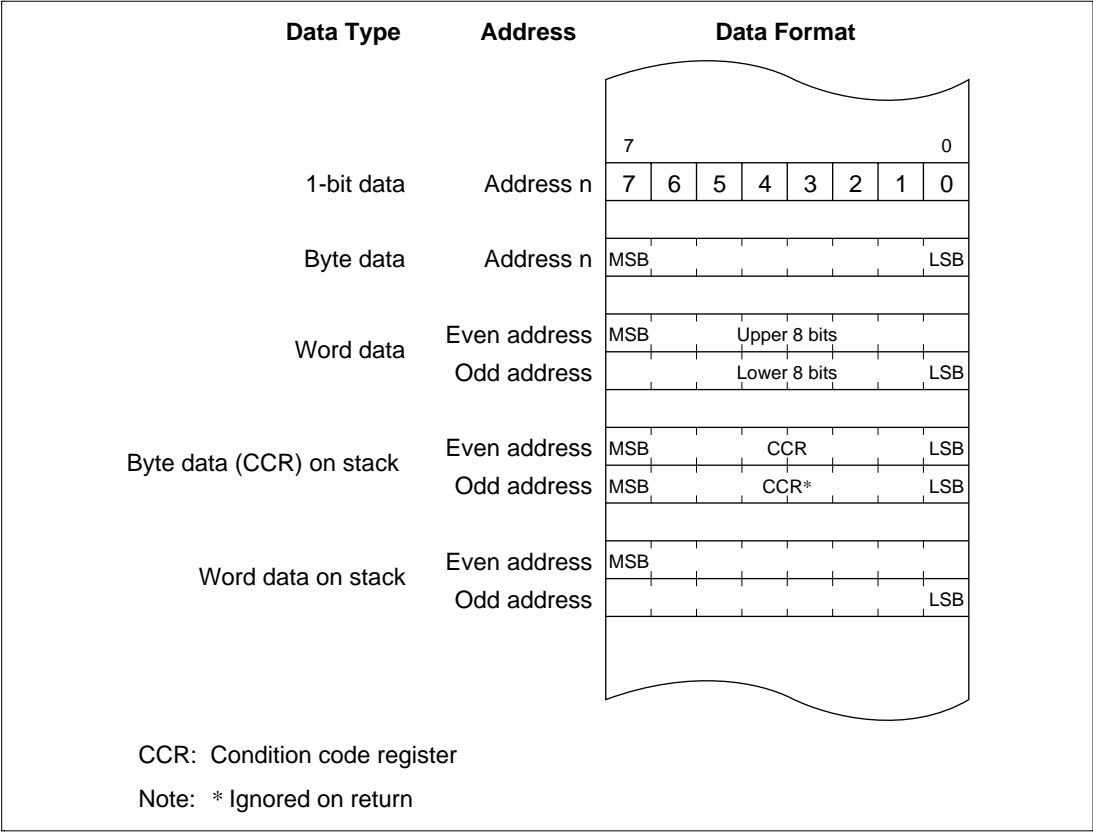 Data Type Address Data Format
7 0
1-bit data Address n 7 6 5 4 3 2 1 0
Byte data Address n MSB LSB
Word data
Even address MSB Upper 8 bits
Odd address Lower 8 bits LSB
Byte data (CCR) on stack
Even address MSB CCR LSB
Odd address MSB CCR* LSB
Word data on stack
Even address MSB
Odd address LSB
CCR: Condition code register
Note: * Ignored on return